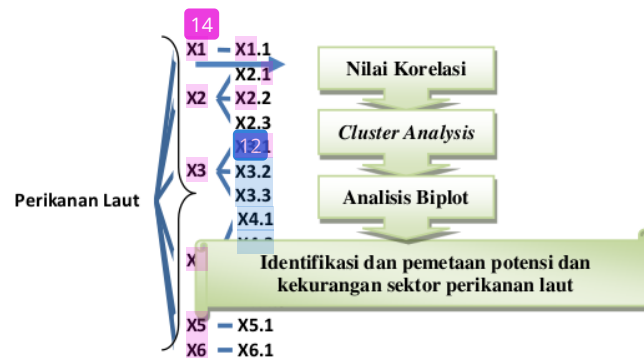 14
X1
X1.1
X2.1
X2
X2.2
X2.3
12
X3
X3.2
X3.3
Perikanan Laut
X4.1
X5
X5.1
X6
X6.1
Nilai Korelasi
Cluster Analysis
Analisis Biplot
Identifikasi dan pemetaan potensi dan
kekurangan sektor perikanan laut